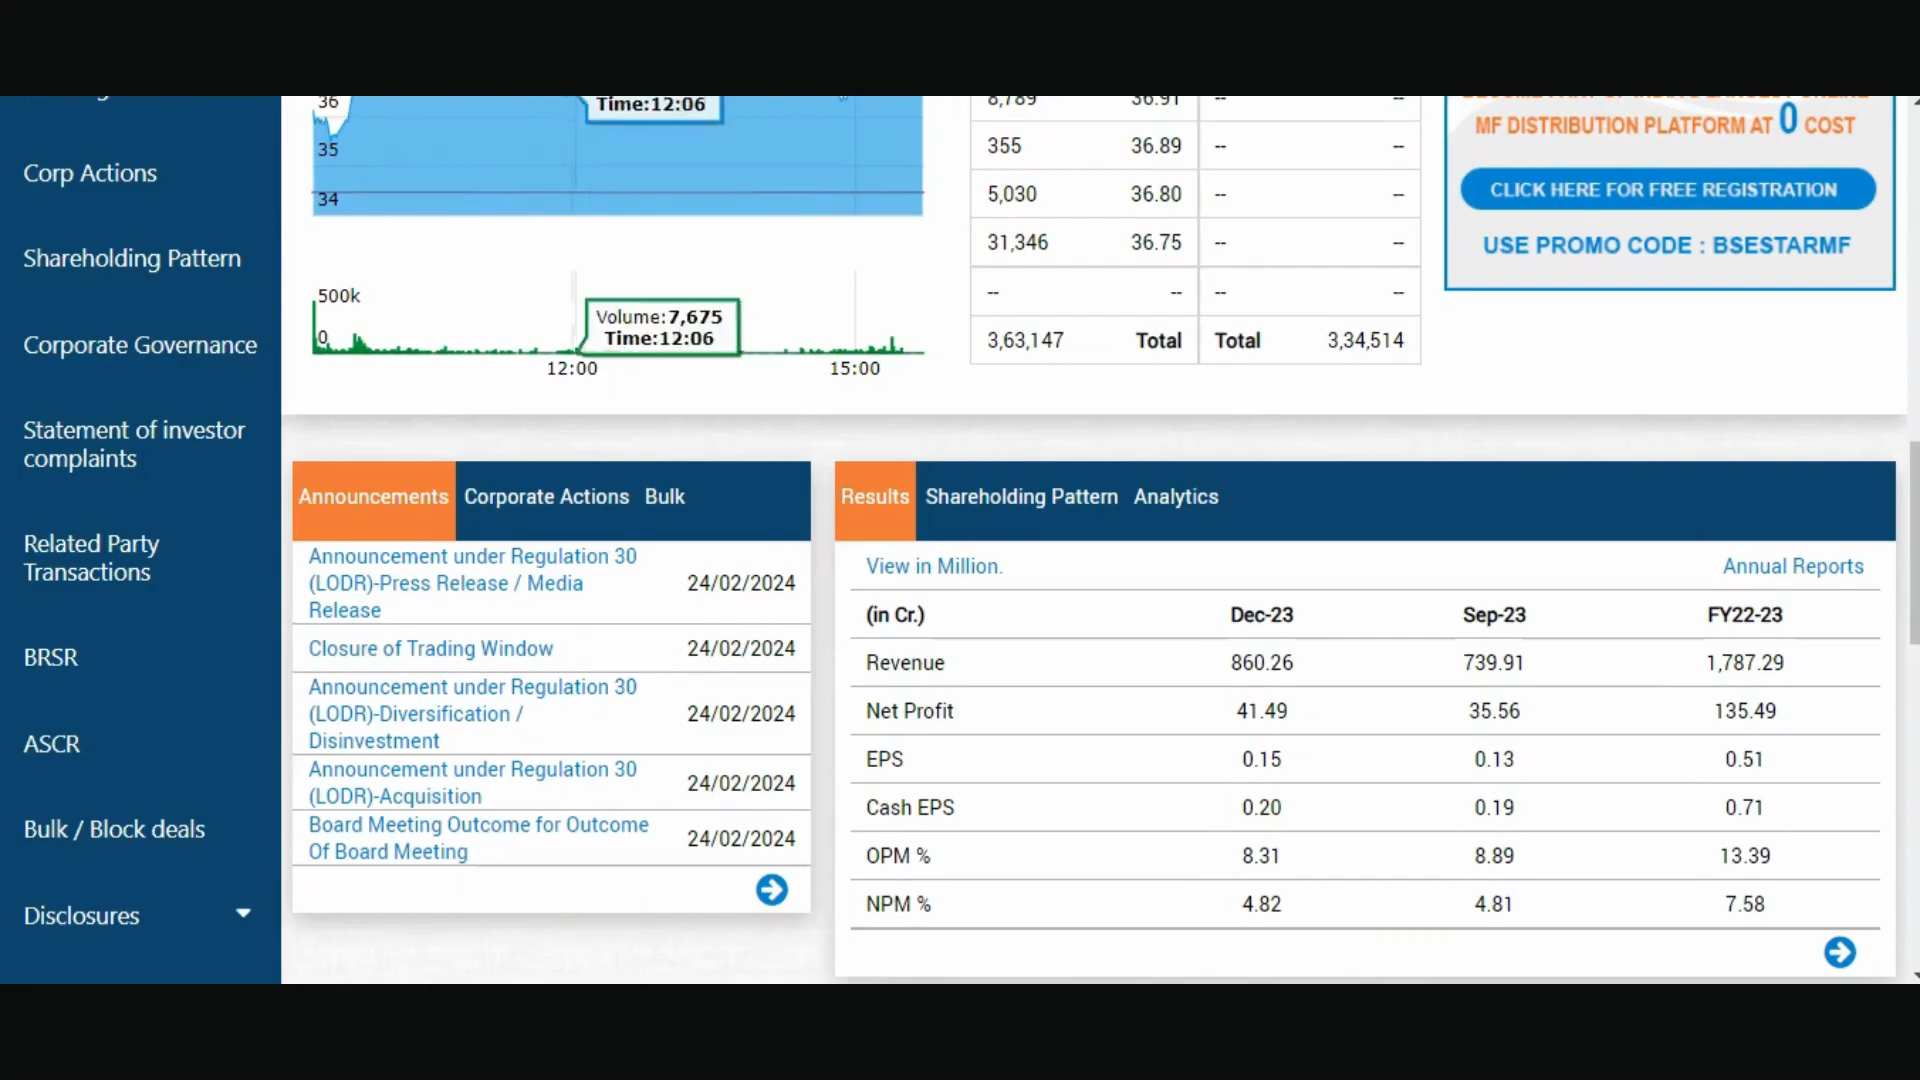 Corp Actions
Shareholding Pattern
Corporate Governance
Statement of investor
complaints
Related Party
Transactions
BRSR
ASCR
Bulk / Block deals
Disclosures
36
35
34
Time:12:06
500k
0
Volume:7,675
Time:12:06
12:00 15:00
8,789 36.91 -- --
355 36.89 -- --
5,030 36.80 -- --
31,346 36.75 -- --
-- -- -- --
3,63,147 Total Total 3,34,514
MF DISTRIBUTION PLATFORM AT 0 COST
CLICK HERE FOR FREE REGISTRATION
USE PROMO CODE : BSESTARMF
Announcements Corporate Actions Bulk
Announcement under Regulation 30
(LODR)-Press Release / Media
Release
24/02/2024
Closure of Trading Window 24/02/2024
Announcement under Regulation 30
(LODR)-Diversification /
Disinvestment
24/02/2024
Announcement under Regulation 30
(LODR)-Acquisition
24/02/2024
Board Meeting Outcome for Outcome
Of Board Meeting
24/02/2024
Results Shareholding Pattern Analytics
View in Million. Annual Reports
(in Cr.) Dec-23 Sep-23 FY22-23
Revenue 860.26 739.91 1,787.29
Net Profit 41.49 35.56 135.49
EPS 0.15 0.13 0.51
Cash EPS 0.20 0.19 0.71
OPM % 8.31 8.89 13.39
NPM % 4.82 4.81 7.58